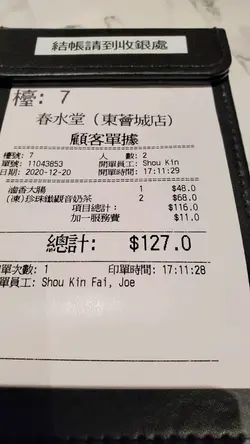 結帳請到收銀處
檯: 7
春水堂 (東薈城店)
顧客單據
檯號: 7 人 數: 2
單號: 11043853 開單員工: Shou Kin
日期: 2020-12-20 開單時間: 17:11:29
滷香大鵝 1 $48.0
(凍)珍珠鐵觀音奶茶 2 $68.0
項目總計: $116.0
加一服務費 $11.0
總計: $127.0
單次數: 1 印單時間: 17:11:28
單員工: Shou Kin Fai, Joe